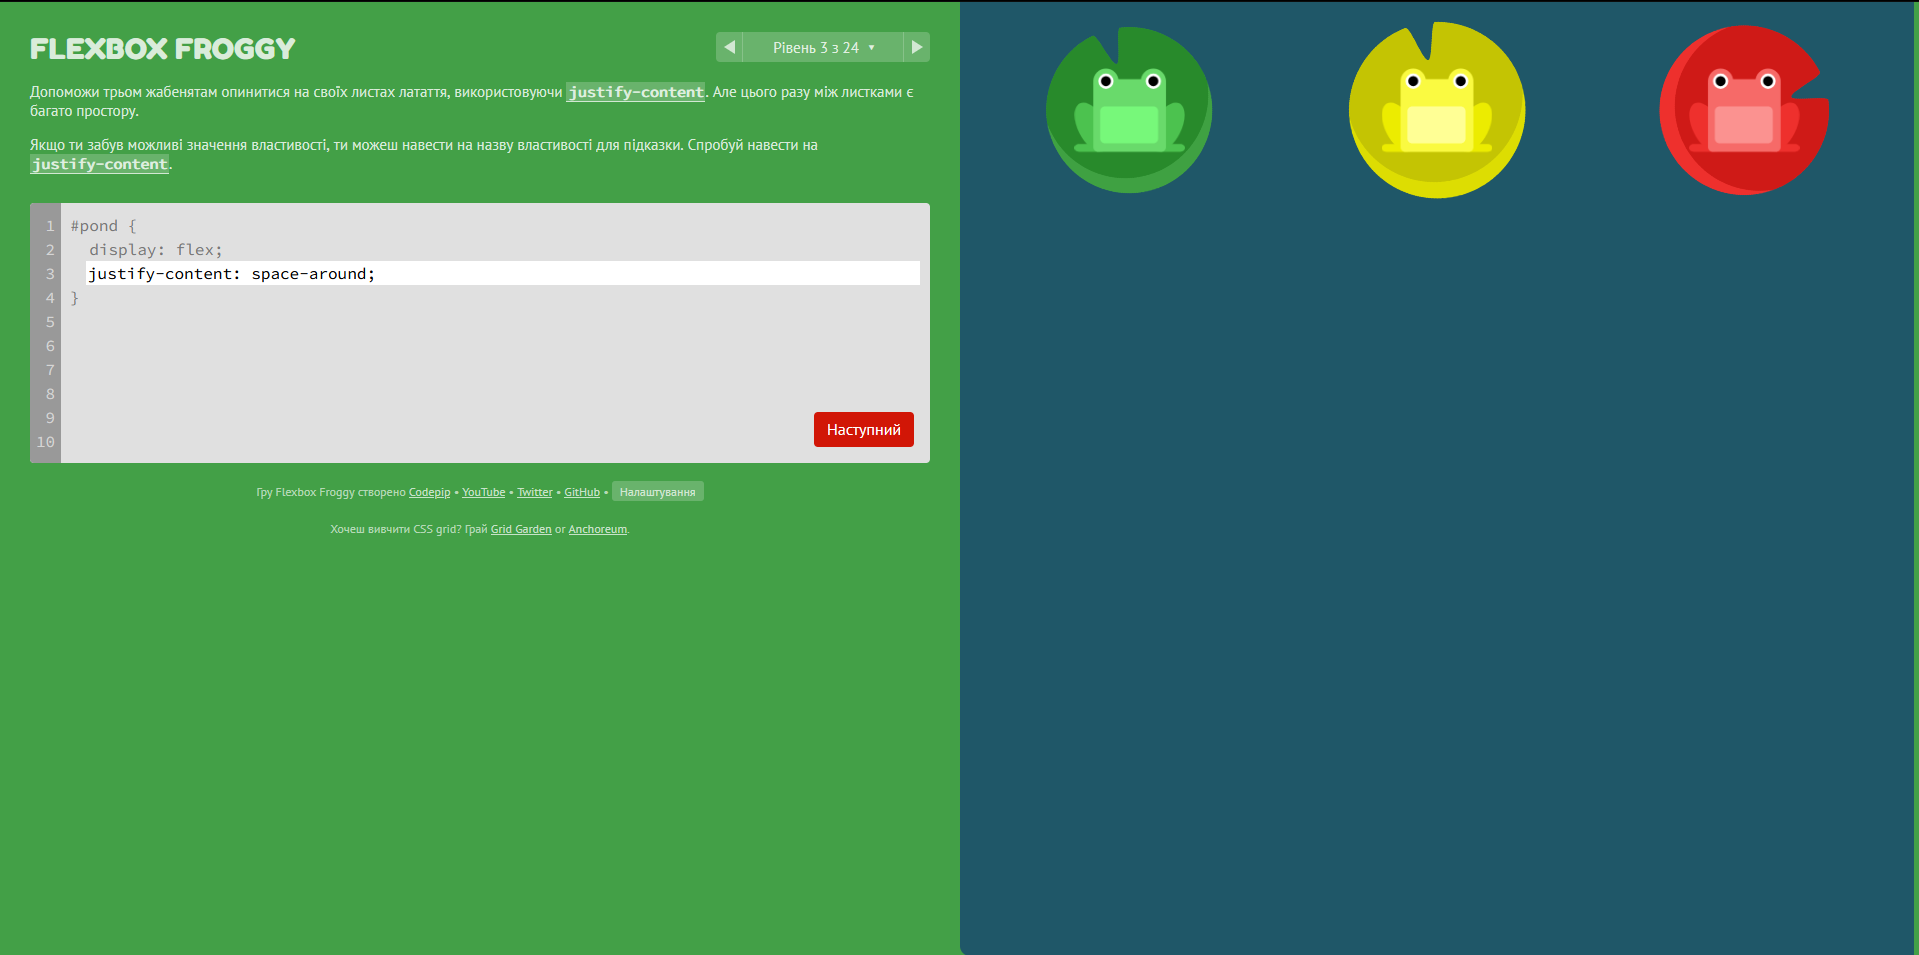 FLEXBOX FROGGY
Рівень 3 з 24
Допоможи трьом жабенятам опинитися на своїх листах латаття, використовуючи justify-content. Але цього разу між листками є
багато простору.
Якщо ти забув можливі значення властивості, ти можеш навести на назву властивості для підказки. Спробуй навести на
justify-content.
1 #pond {
2 display: flex;
3 justify-content: space-around;
4 }
5
6
7
8
9
10
Наступний
Гру Flexbox Froggy створено Codepip • YouTube • Twitter • GitHub • Налаштування
Хочеш вивчити CSS grid? Грай Grid Garden or Anchoreum.